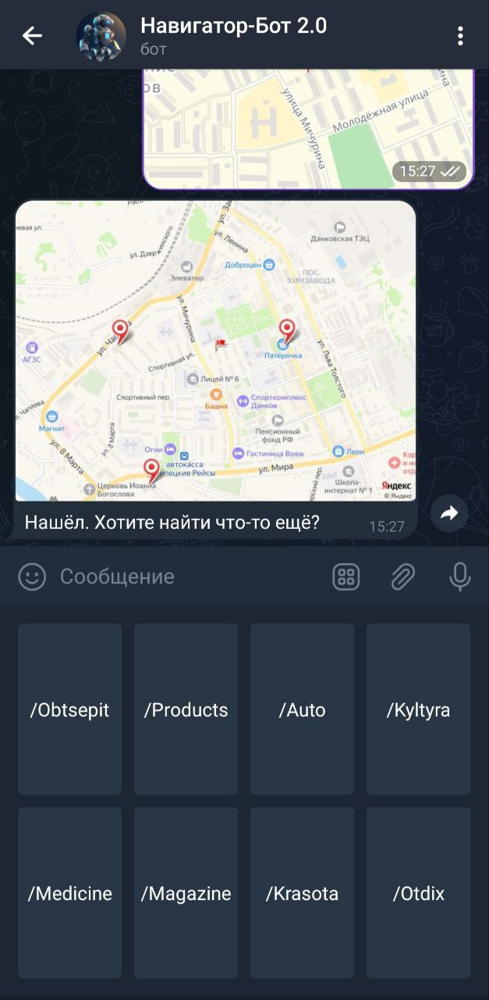 Навигатор-Бот 2.0
бот
ов
улица Мичурина
Молодёжная улица
15:27
ул. Дзержинского
Данковская ТЭЦ
ул. Ленина
Доброцен
Элеватор
ПОС.
ХИМЗАВОДА
ул. Мичурина
АГЗС
Пятёрочка
ул. Льва Толстого
Спортивная ул.
Лицей № 6
Спортивный пер.
Башня
Спорткомплекс
Данков
Магнит
Пенсионный
фонд РФ
ул. 8 Марта
ул. 8 Марта
Огни
автокасса
Липецкие Рейсы
Гостиница Вояж
Леон
ул. Мира
Церковь Иоанна
Богослова
Школа-
интернат № 1
Яндекс
© Яндекс
Нашёл. Хотите найти что-то ещё?
15:27
Сообщение
/Obtsepit
/Products
/Auto
/Kyltyra
/Medicine
/Magazine
/Krasota
/Otdix